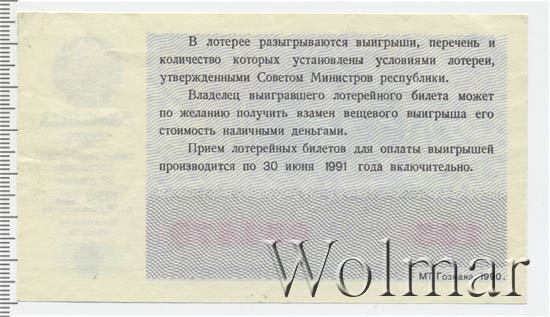 В лотерее разыгрываются выигрыши, перечень и
количество которых установлены условиями лотереи,
утвержденными Советом Министров республики.
Владелец выигравшего лотерейного билета может
по желанию получить взамен вещевого выигрыша его
стоимость наличными деньгами.
Прием лотерейных билетов для оплаты выигрышей
производится по 30 июня 1991 года включительно.
МТ Гознака. 1990.
Wolmar